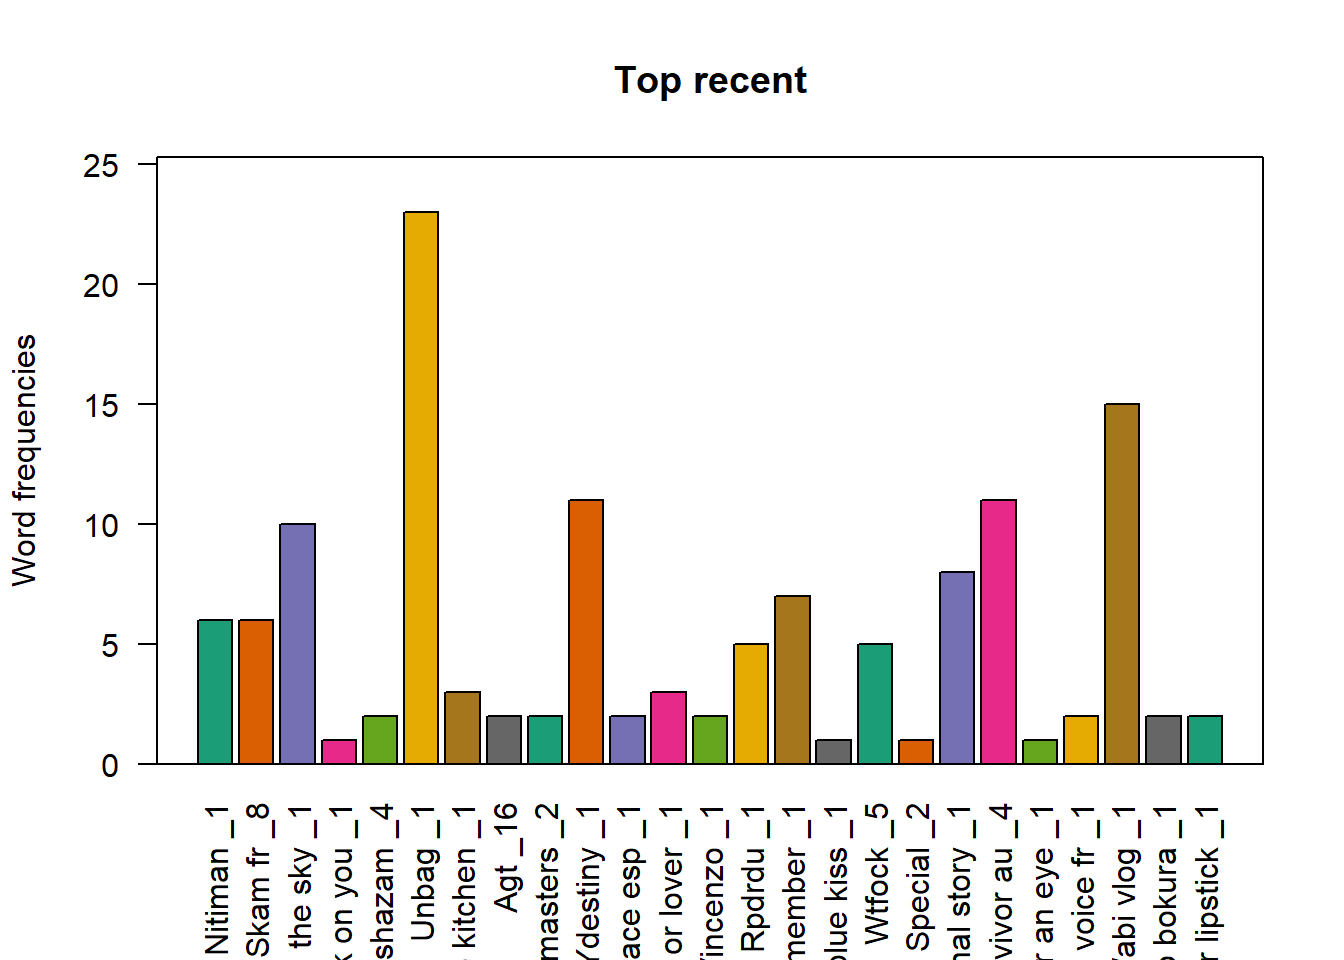 Top recent
Word frequencies
25
20
15
10
5
0
Nitiman _1
Skam fr _8
the sky _1
on you _1
shazam _4
Unbag _1
kitchen _1
Agt _16
masters _2
Ydestiny _1
ace esp _1
or lover _1
Vincenzo _1
Rpdrdu _1
member _1
blue kiss _1
Wtfock _5
Special _2
nal story _1
vivor au _4
r an eye _1
voice fr _1
Yabi vlog _1
bokura _1
r lipstick _1